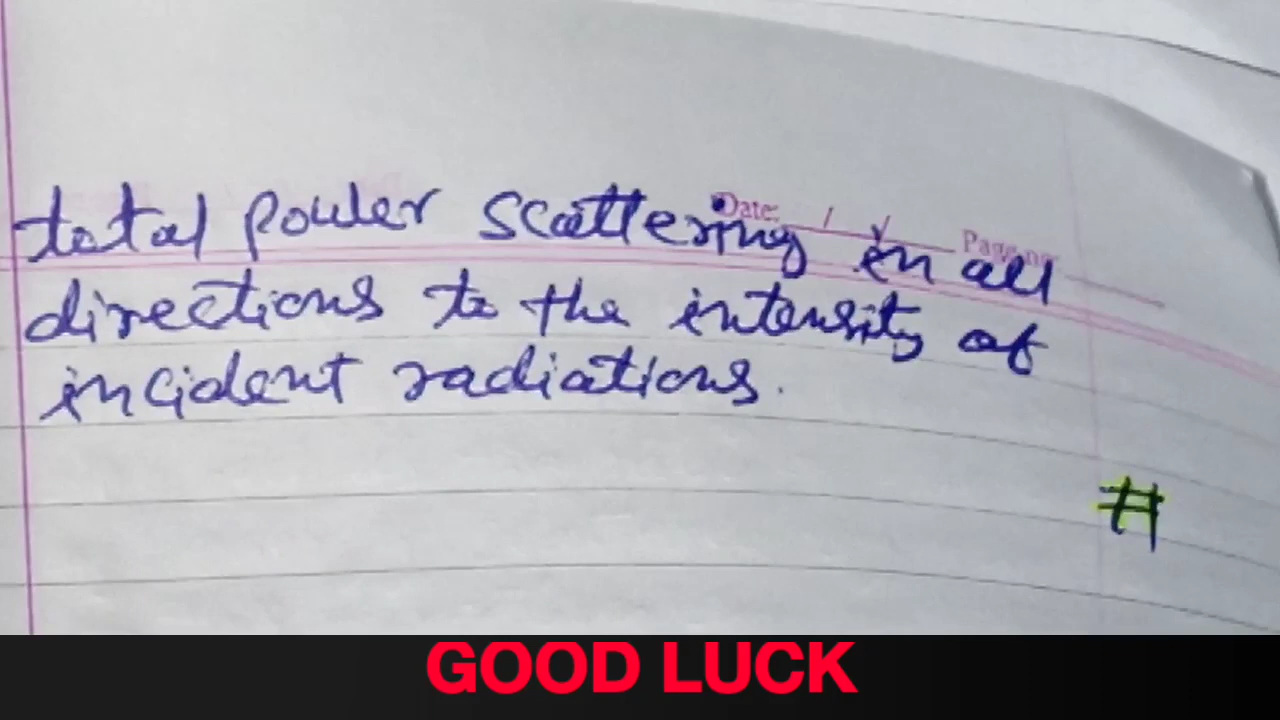 Date: / /
Page no
total power scattering in all
directions to the intensity of
incident radiations.
#
GOOD LUCK